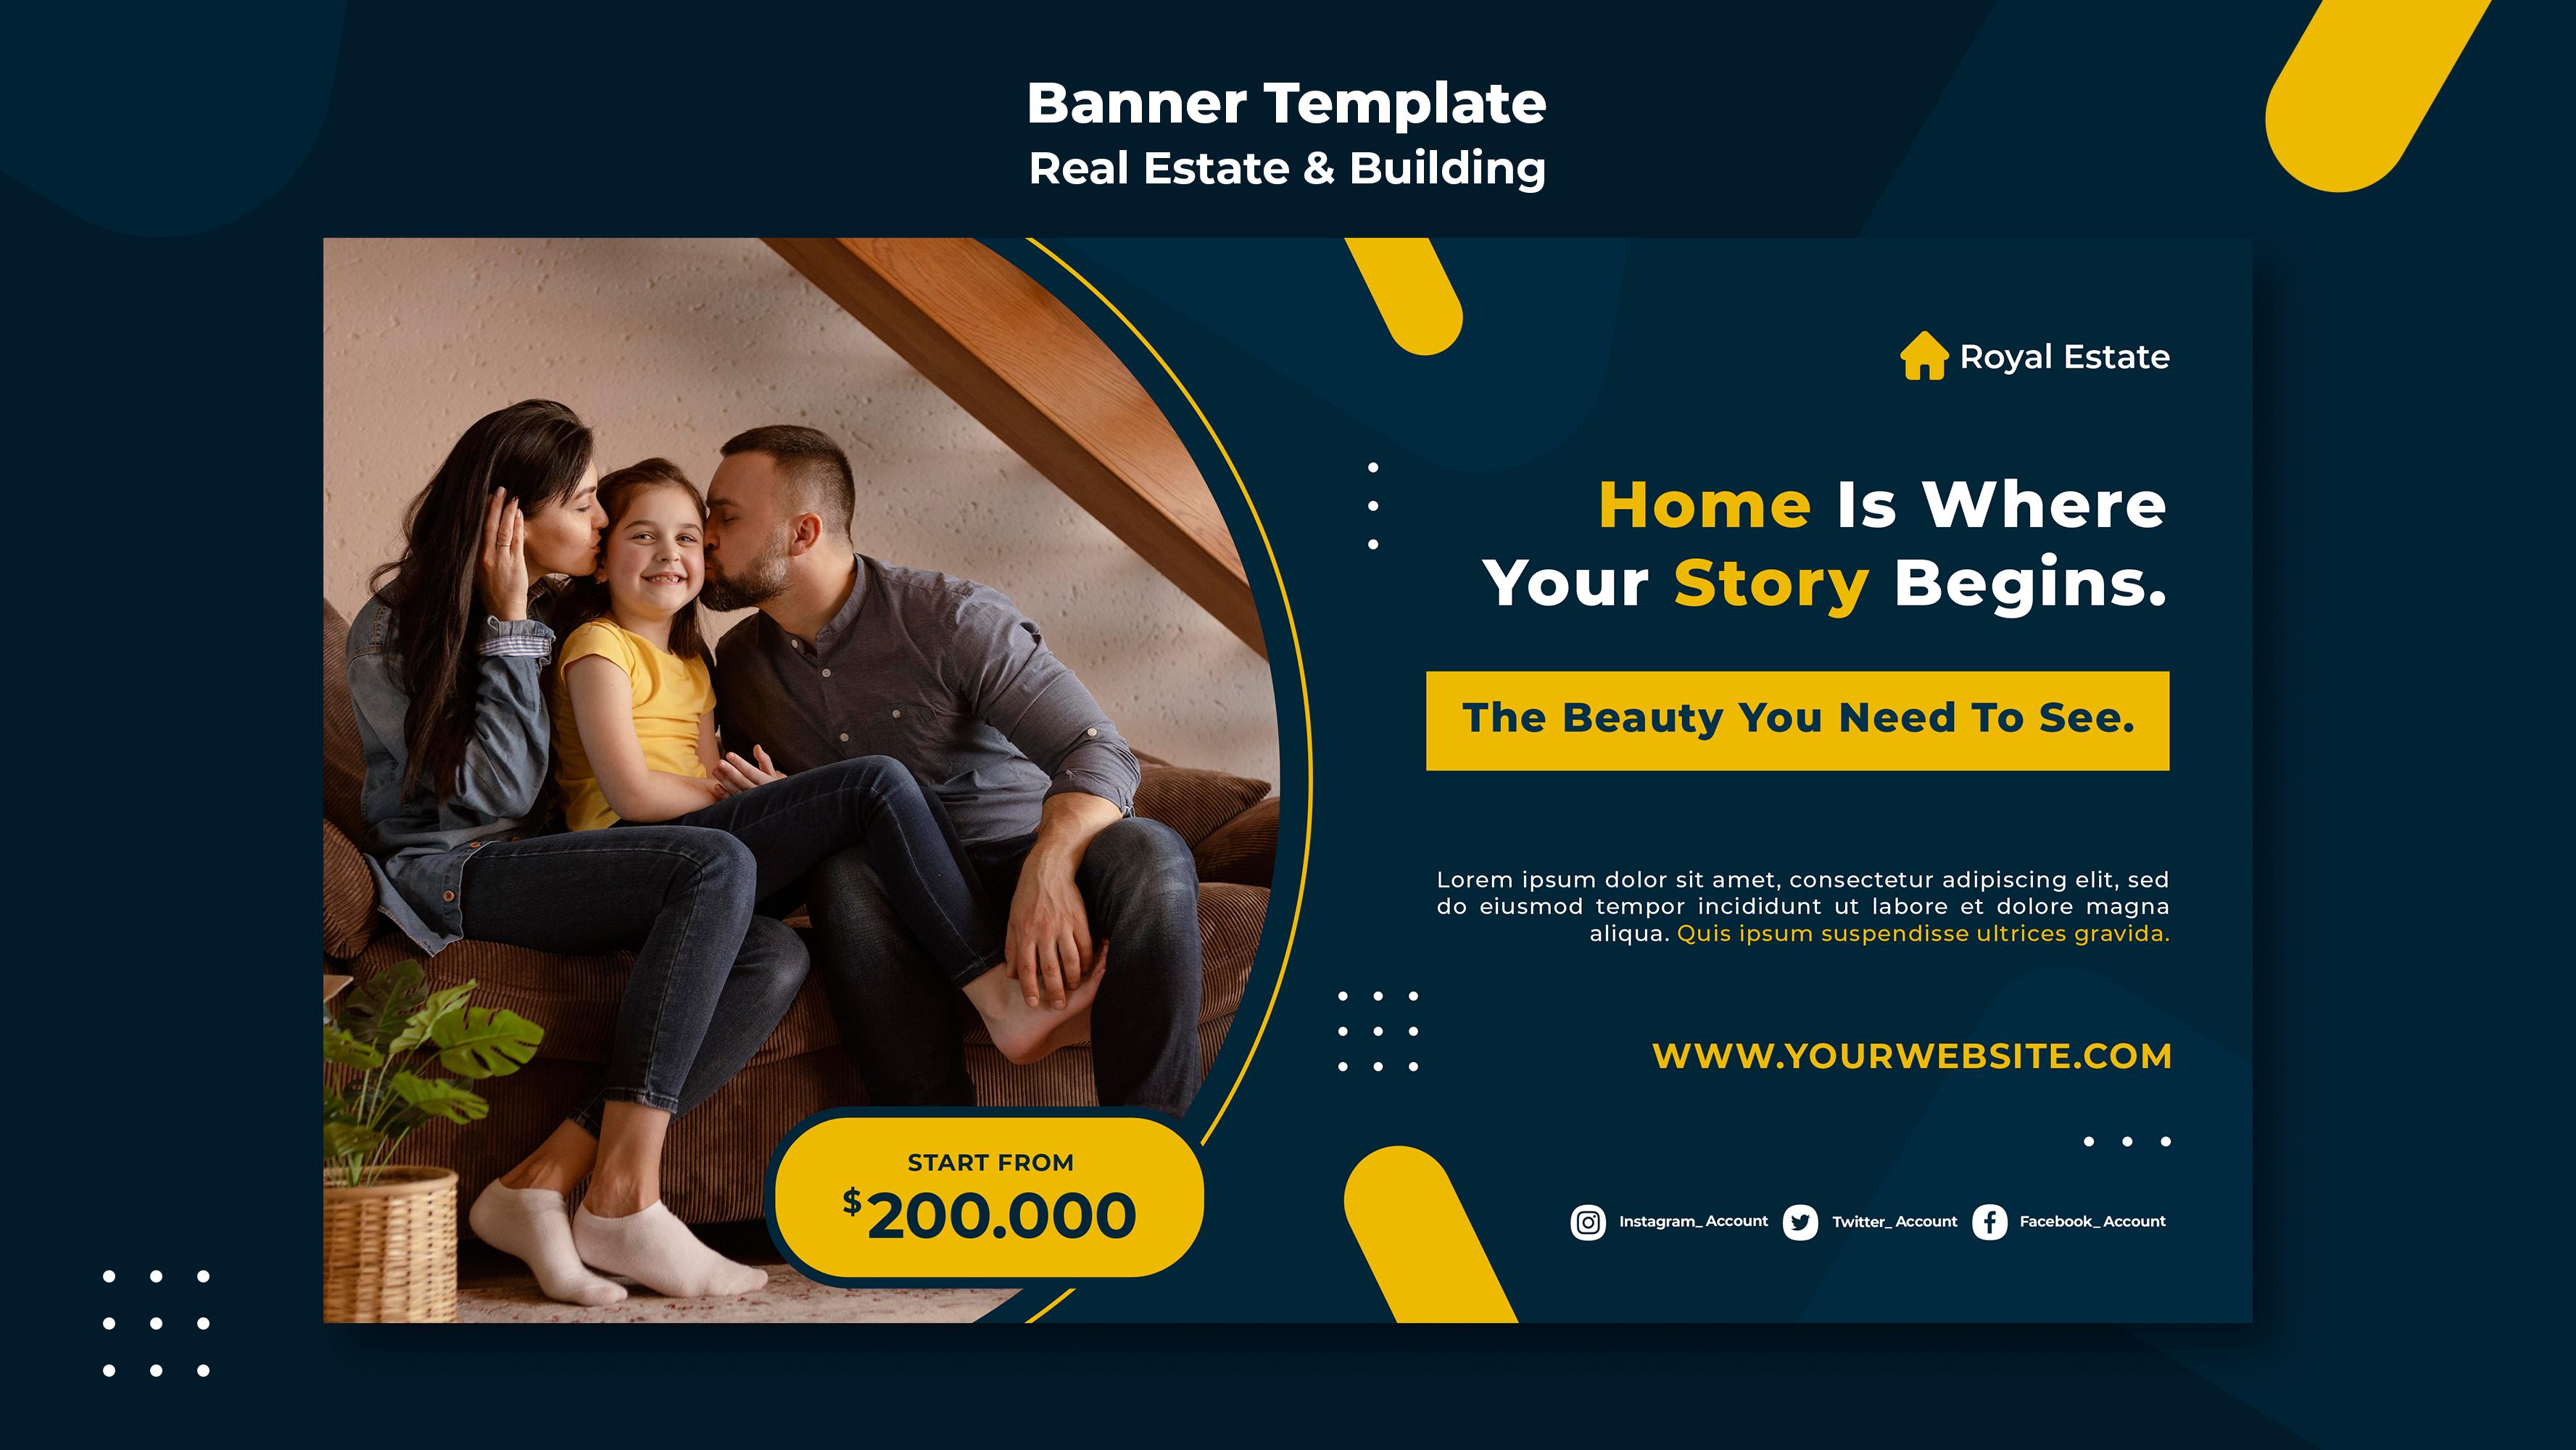 Banner Template
Real Estate & Building
Royal Estate
Home Is Where
Your Story Begins.
The Beauty You Need To See.
Lorem ipsum dolor sit amet, consectetur adipiscing elit, sed
do eiusmod tempor incididunt ut labore et dolore magna
aliqua. Quis ipsum suspendisse ultrices gravida.
WWW.YOURWEBSITE.COM
START FROM
$200.000
Instagram_Account Twitter_Account Facebook_Account